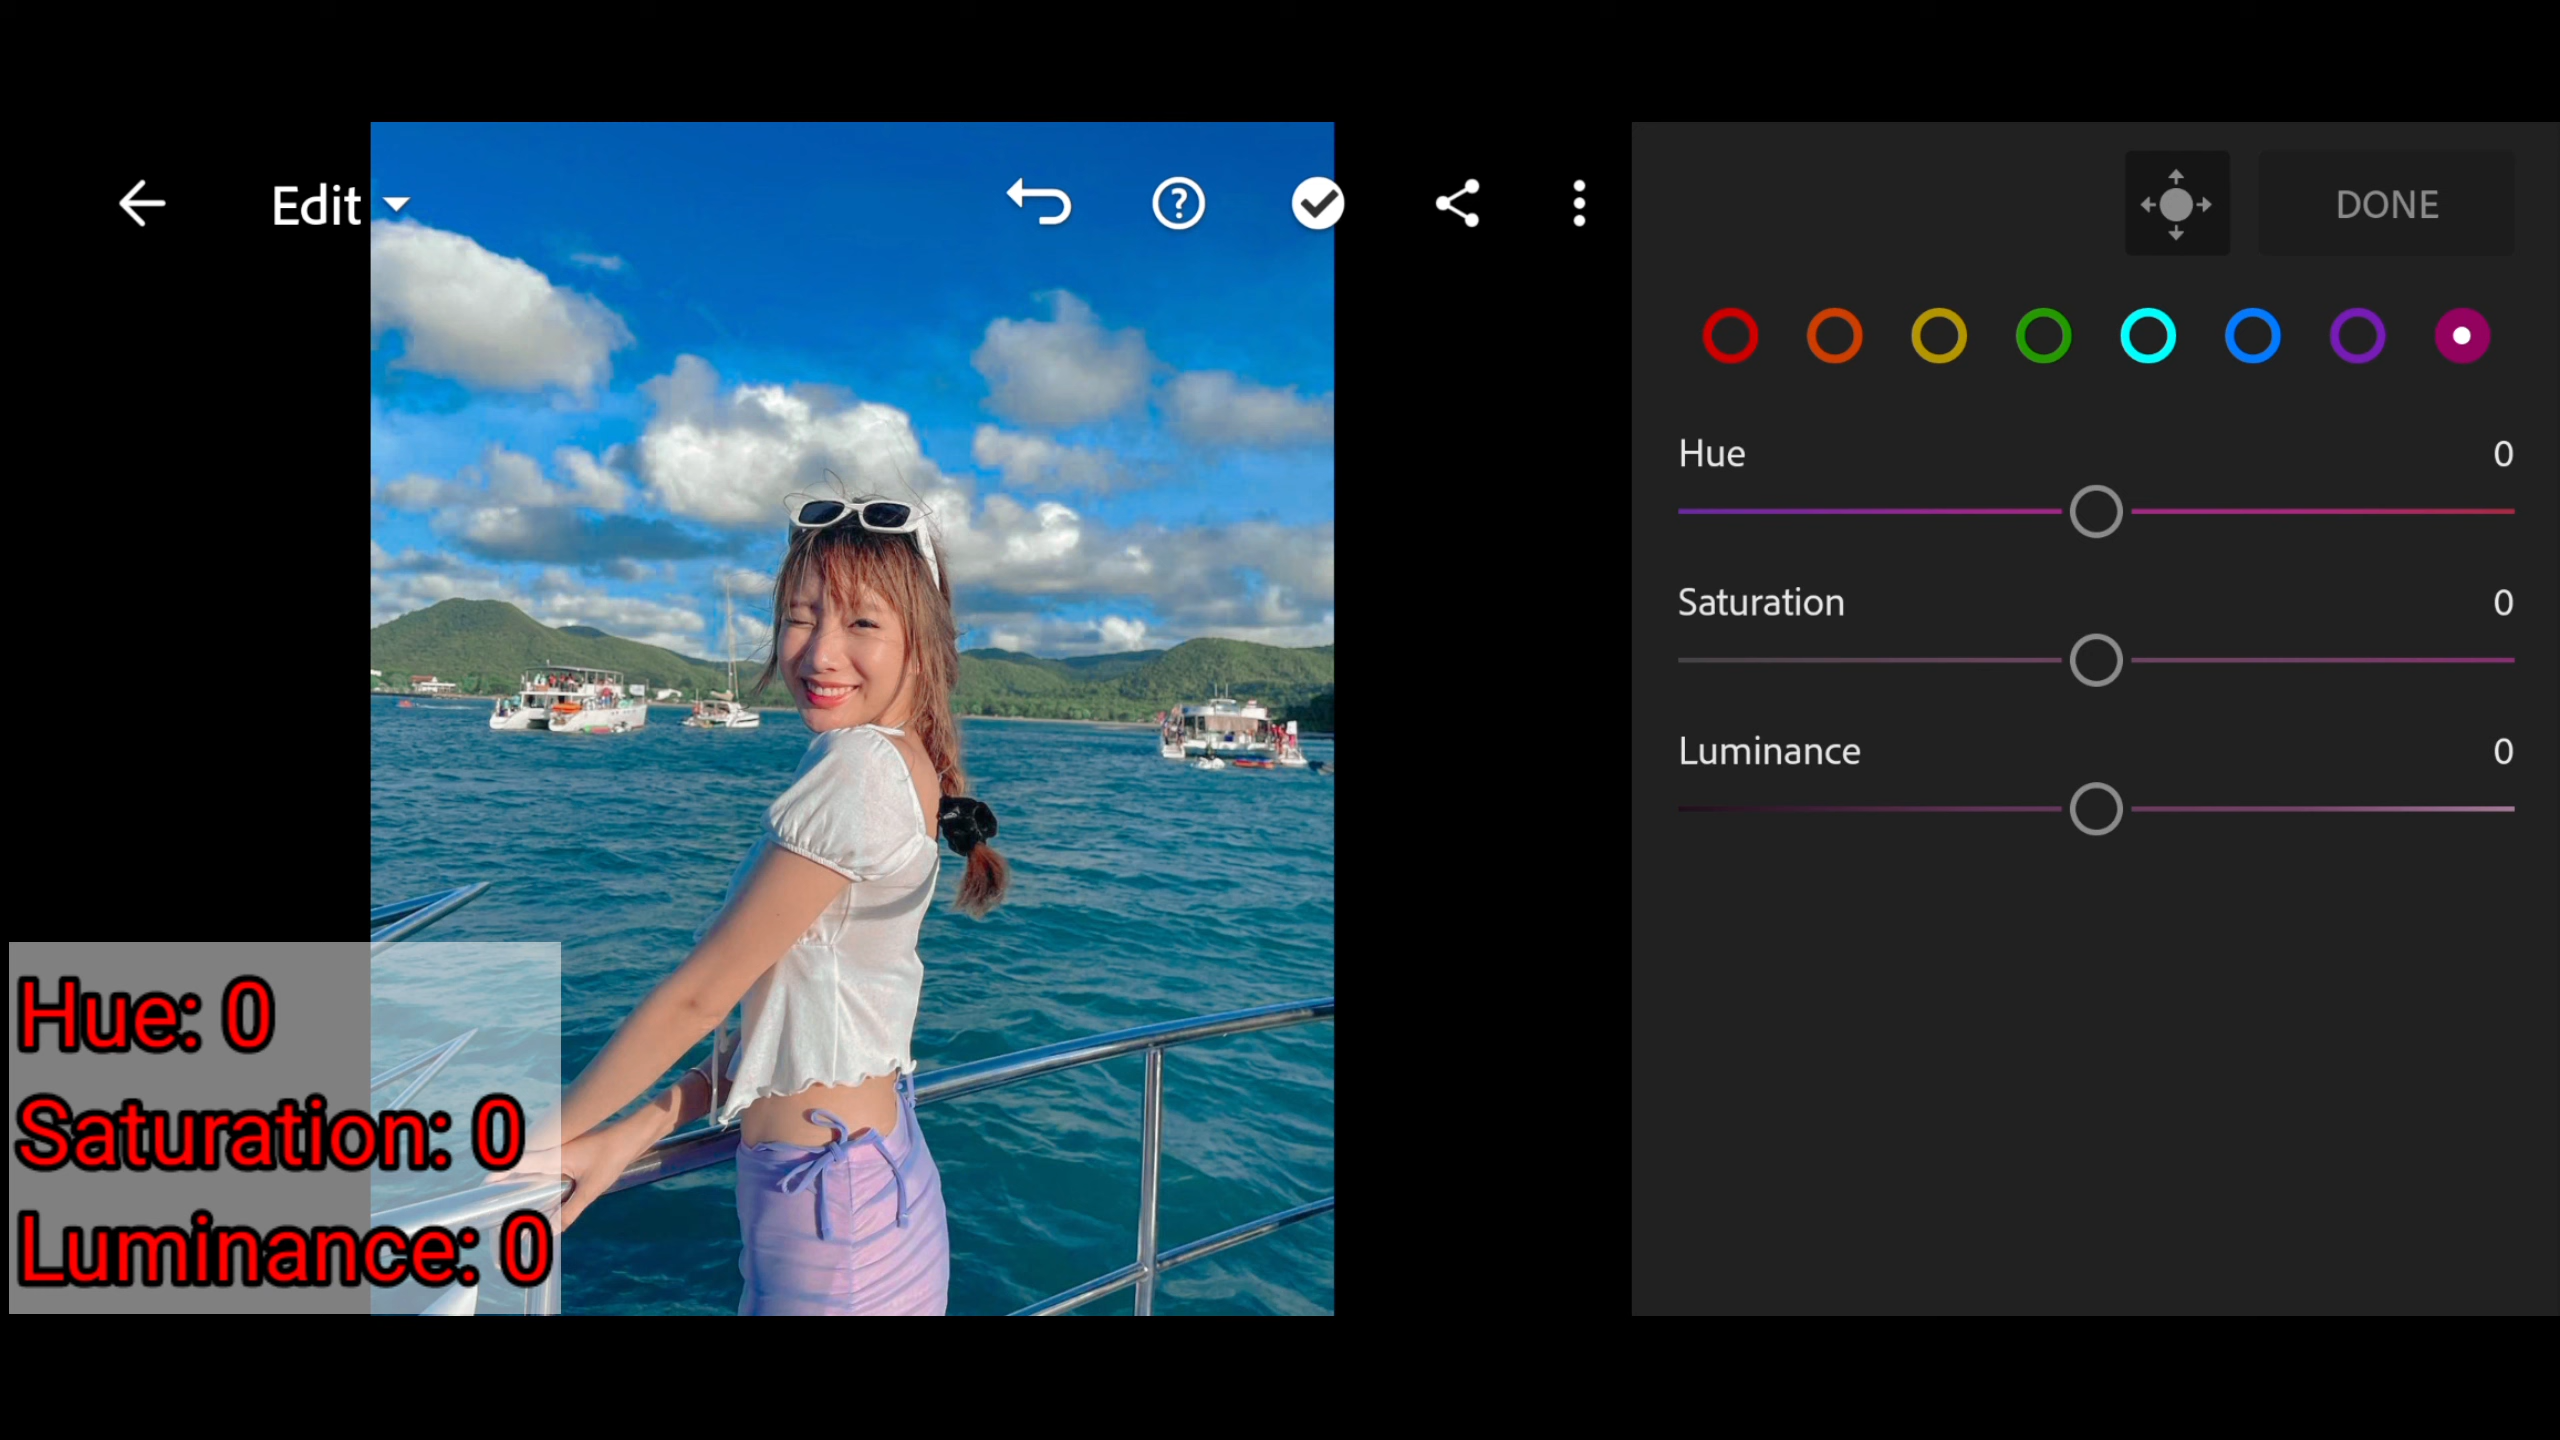 Edit
?
DONE
Hue 0
Saturation 0
Luminance 0
Hue: 0
Saturation: 0
Luminance: 0